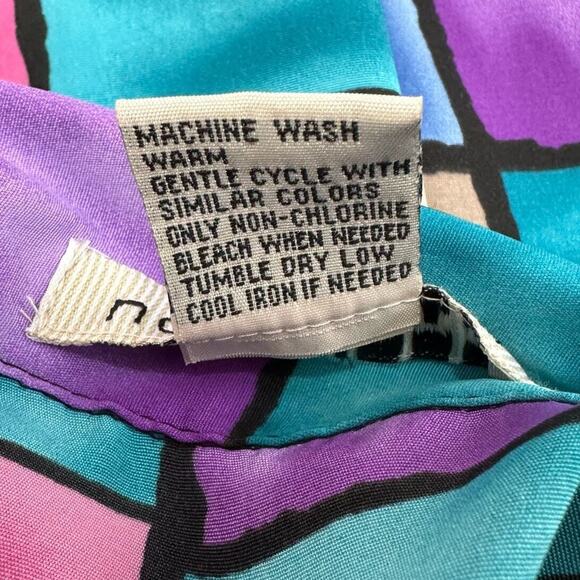 MACHINE WASH
WARM
GENTLE CYCLE WITH
SIMILAR COLORS
ONLY NON-CHLORINE
BLEACH WHEN NEEDED
TUMBLE DRY LOW
COOL IRON IF NEEDED